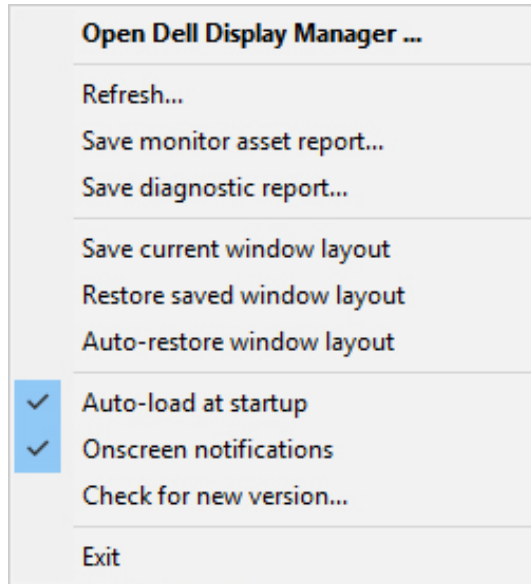 Open Dell Display Manager ...
Refresh...
Save monitor asset report...
Save diagnostic report...
Save current window layout
Restore saved window layout
Auto-restore window layout
Auto-load at startup
Onscreen notifications
Check for new version...
Exit